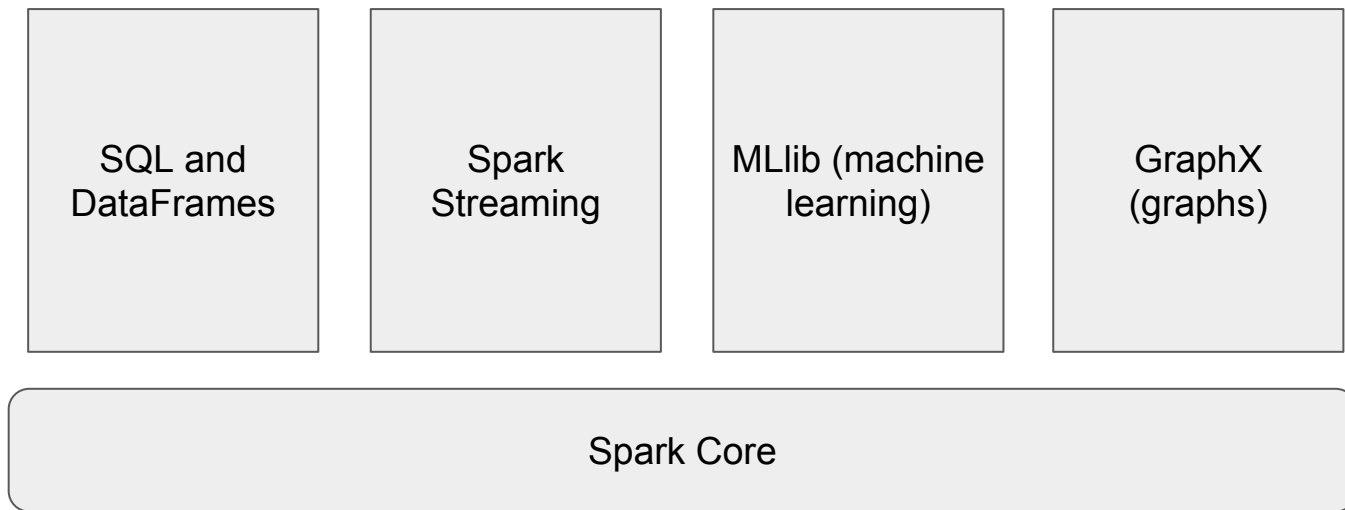 SQL and
DataFrames
Spark
Streaming
MLlib (machine
learning)
GraphX
(graphs)
Spark Core